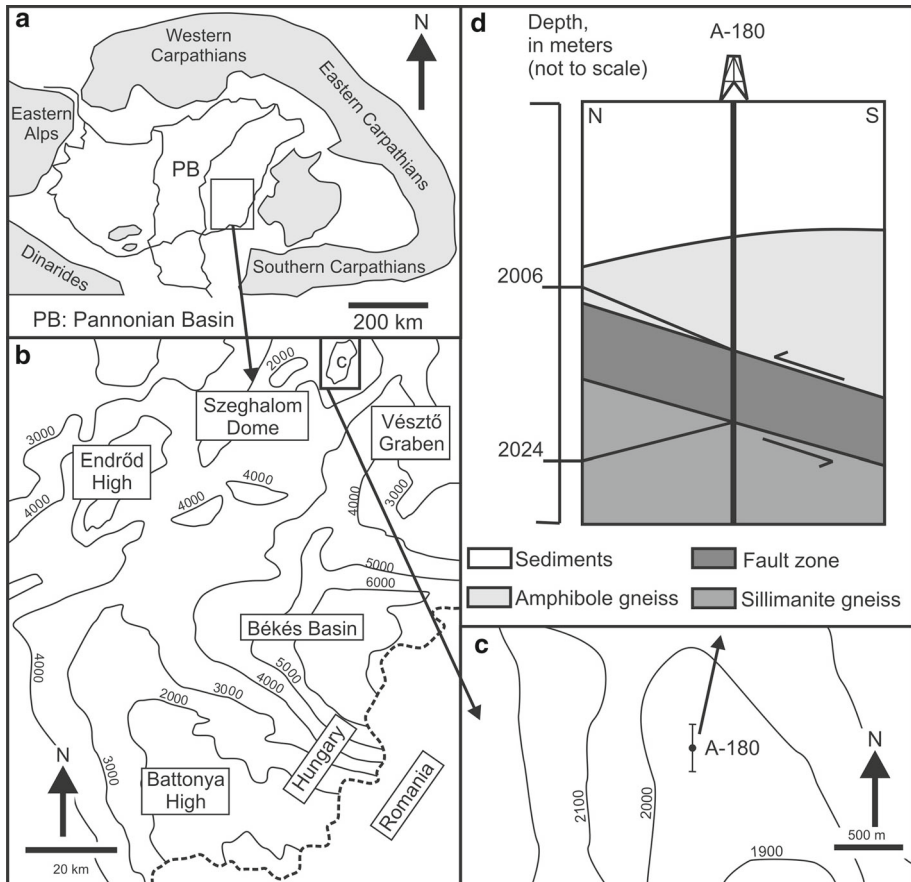 a
Western
Carpathians
N
Eastern
Alps
Eastern Carpathians
PB
Dinarides
Southern Carpathians
PB: Pannonian Basin
200 km
b
2000
c
Szeghalom
Dome
Vésztő
Graben
3000
Endrőd
High
4000
4000
4000
4000
3000
5000
6000
Békés Basin
4000
5000
4000
3000
2000
3000
Hungary
Romania
N
Battonya
High
20 km
d
Depth,
in meters
(not to scale)
A-180
N
S
2006
2024
Sediments
Fault zone
Amphibole gneiss
Sillimanite gneiss
c
2100
2000
A-180
N
500 m
1900